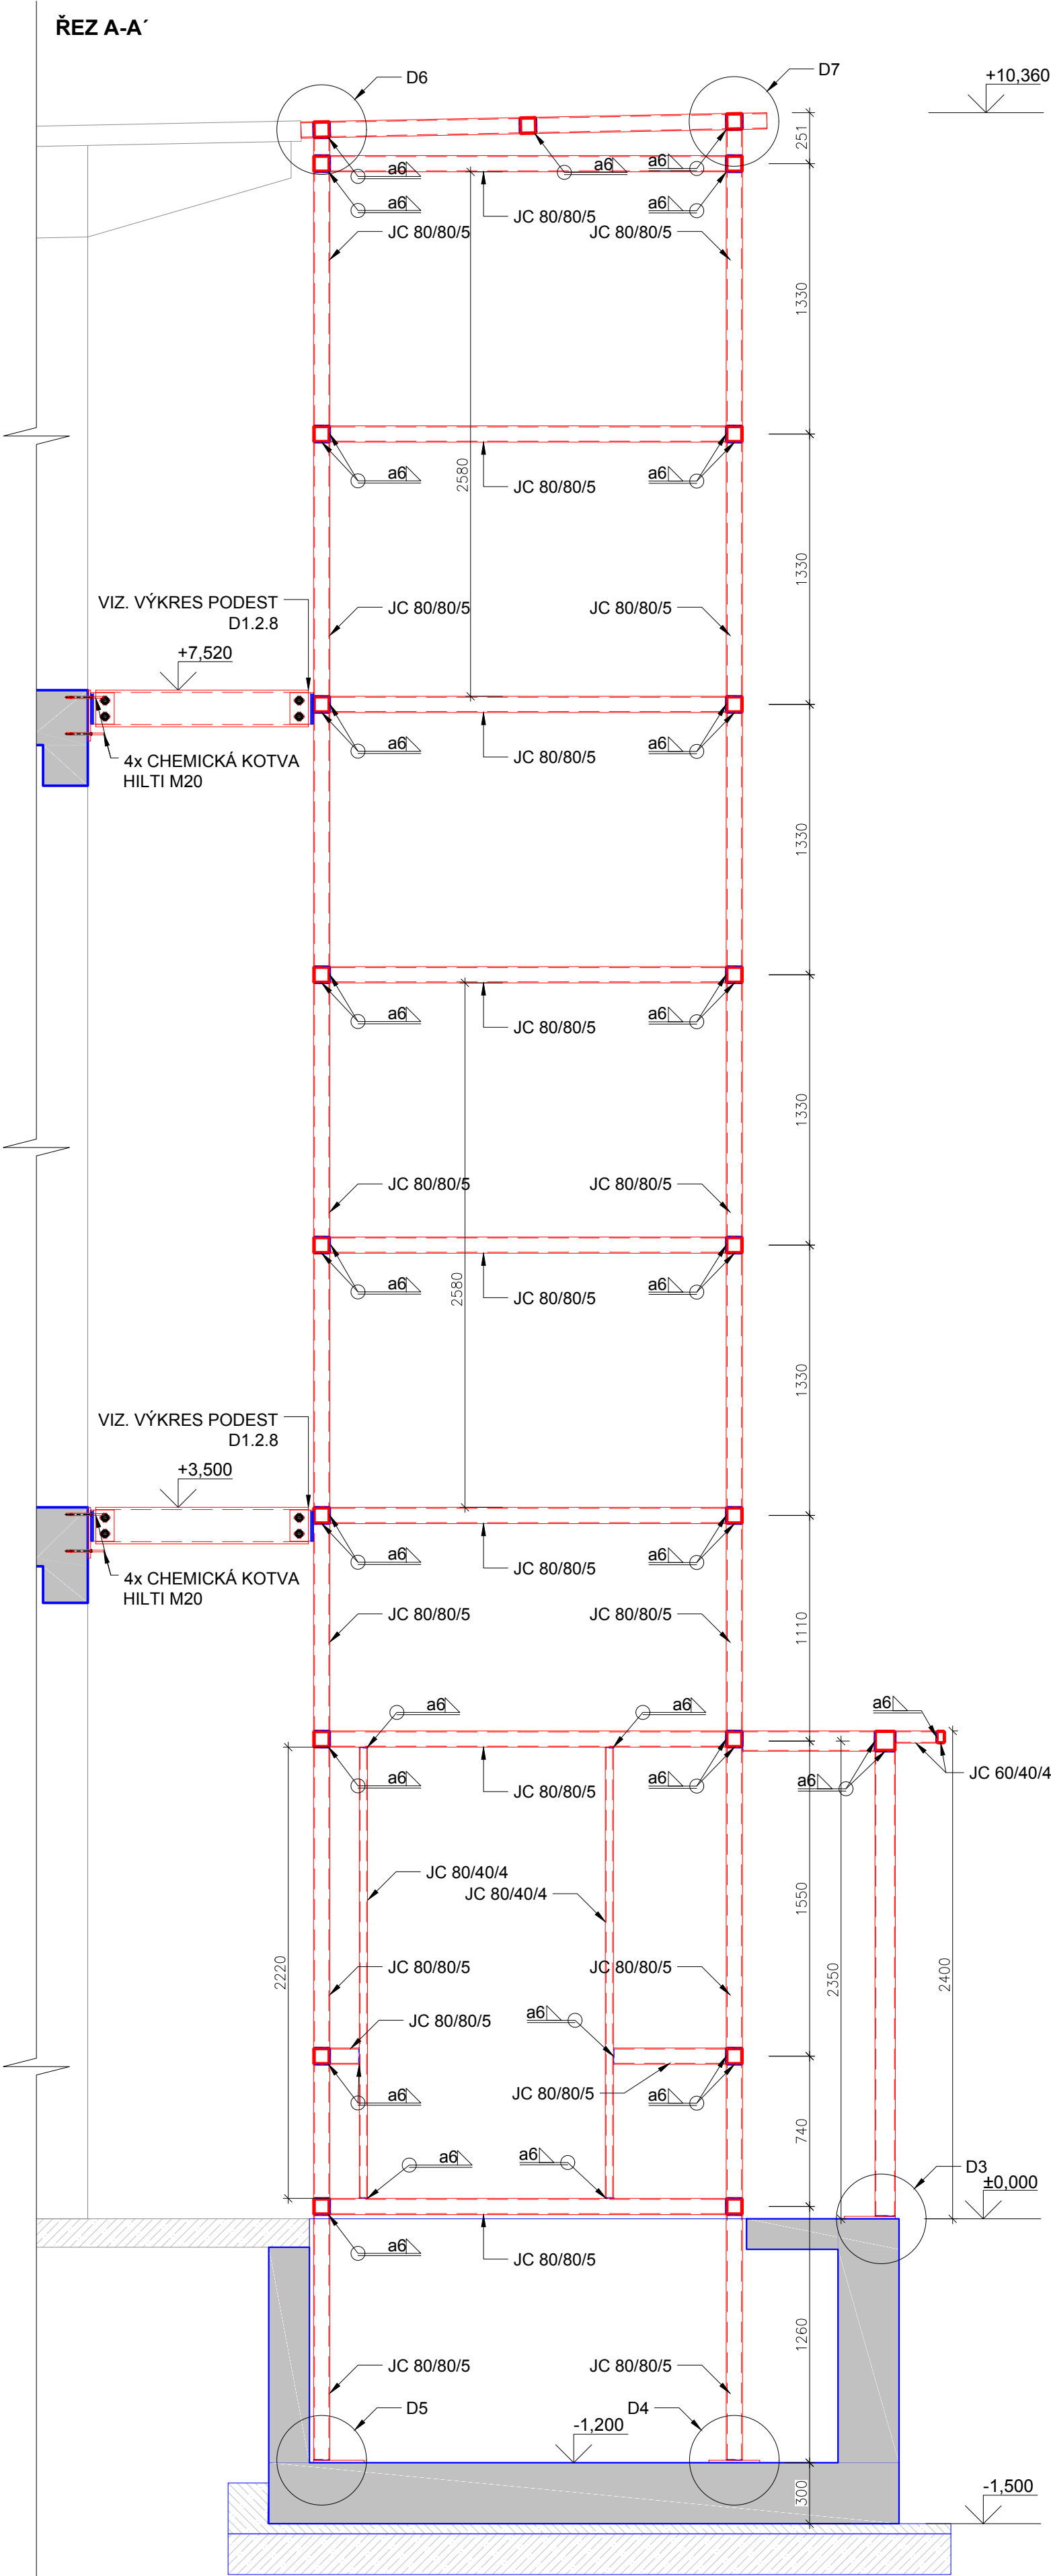 ŘEZ A-A´
D6
D7
+10,360
251
a6
a6
a6
a6
a6
JC 80/80/5
JC 80/80/5
JC 80/80/5
1330
2580
a6
a6
JC 80/80/5
1330
VIZ. VÝKRES PODEST
D1.2.8
JC 80/80/5
JC 80/80/5
+7,520
a6
a6
JC 80/80/5
4x CHEMICKÁ KOTVA
HILTI M20
1330
a6
a6
JC 80/80/5
1330
JC 80/80/5
JC 80/80/5
2580
a6
a6
JC 80/80/5
1330
VIZ. VÝKRES PODEST
D1.2.8
+3,500
a6
a6
JC 80/80/5
4x CHEMICKÁ KOTVA
HILTI M20
JC 80/80/5
JC 80/80/5
1110
a6
a6
a6
JC 60/40/4
a6
a6
a6
JC 80/80/5
JC 80/40/4
JC 80/40/4
1550
2220
JC 80/80/5
JC 80/80/5
2350
2400
JC 80/80/5
a6
JC 80/80/5
a6
a6
740
a6
a6
D3
±0,000
a6
JC 80/80/5
1260
JC 80/80/5
JC 80/80/5
D5
D4
-1,200
300
-1,500